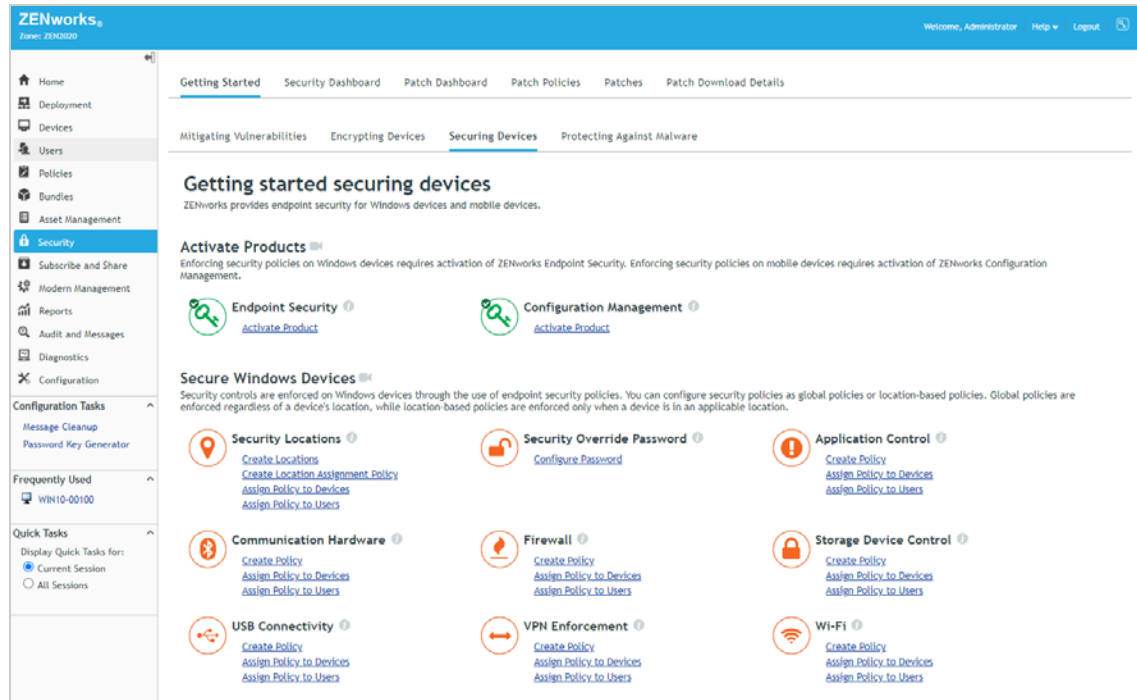 ZENworks®
Zone: ZEN2020
Welcome, Administrator Help Logout
Home
Deployment
Devices
Users
Policies
Bundles
Asset Management
Security
Subscribe and Share
Modern Management
Reports
Audit and Messages
Diagnostics
Configuration
Configuration Tasks
Message Cleanup
Password Key Generator
Frequently Used
WIN10-00100
Quick Tasks
Display Quick Tasks for:
Current Session
All Sessions
Getting Started Security Dashboard Patch Dashboard Patch Policies Patches Patch Download Details
Mitigating Vulnerabilities Encrypting Devices Securing Devices Protecting Against Malware
Getting started securing devices
ZENworks provides endpoint security for Windows devices and mobile devices.
Activate Products
Enforcing security policies on Windows devices requires activation of ZENworks Endpoint Security. Enforcing security policies on mobile devices requires activation of ZENworks Configuration
Management.
Endpoint Security
Activate Product
Configuration Management
Activate Product
Secure Windows Devices
Security controls are enforced on Windows devices through the use of endpoint security policies. You can configure security policies as global policies or location-based policies. Global policies are
enforced regardless of a device's location, while location-based policies are enforced only when a device is in an applicable location.
Security Locations
Create Locations
Create Location Assignment Policy
Assign Policy to Devices
Assign Policy to Users
Security Override Password
Configure Password
Application Control
Create Policy
Assign Policy to Devices
Assign Policy to Users
Communication Hardware
Create Policy
Assign Policy to Devices
Assign Policy to Users
Firewall
Create Policy
Assign Policy to Devices
Assign Policy to Users
Storage Device Control
Create Policy
Assign Policy to Devices
Assign Policy to Users
USB Connectivity
Create Policy
Assign Policy to Devices
Assign Policy to Users
VPN Enforcement
Create Policy
Assign Policy to Devices
Assign Policy to Users
Wi-Fi
Create Policy
Assign Policy to Devices
Assign Policy to Users